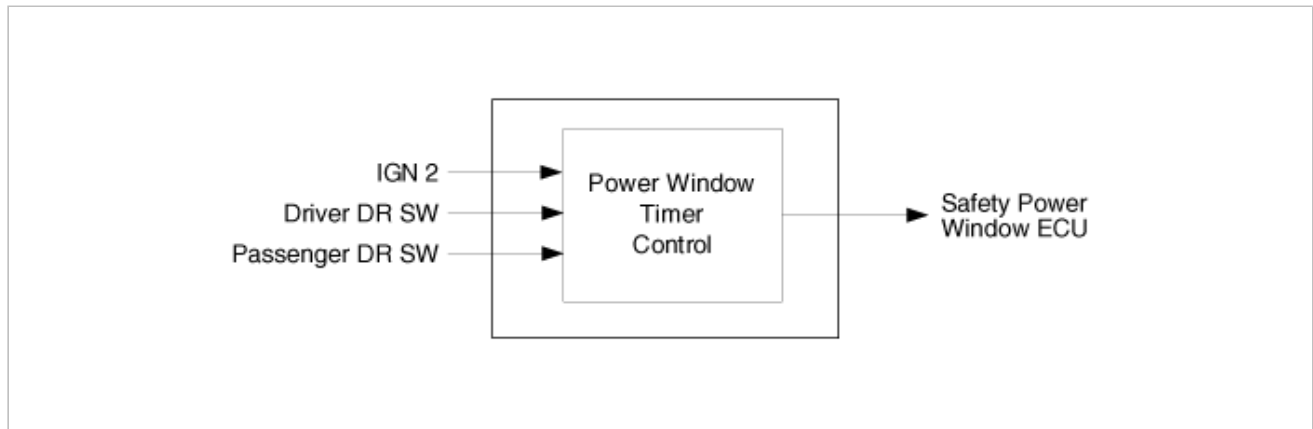 IGN 2
Driver DR SW
Passenger DR SW
Power Window
Timer
Control
Safety Power
Window ECU